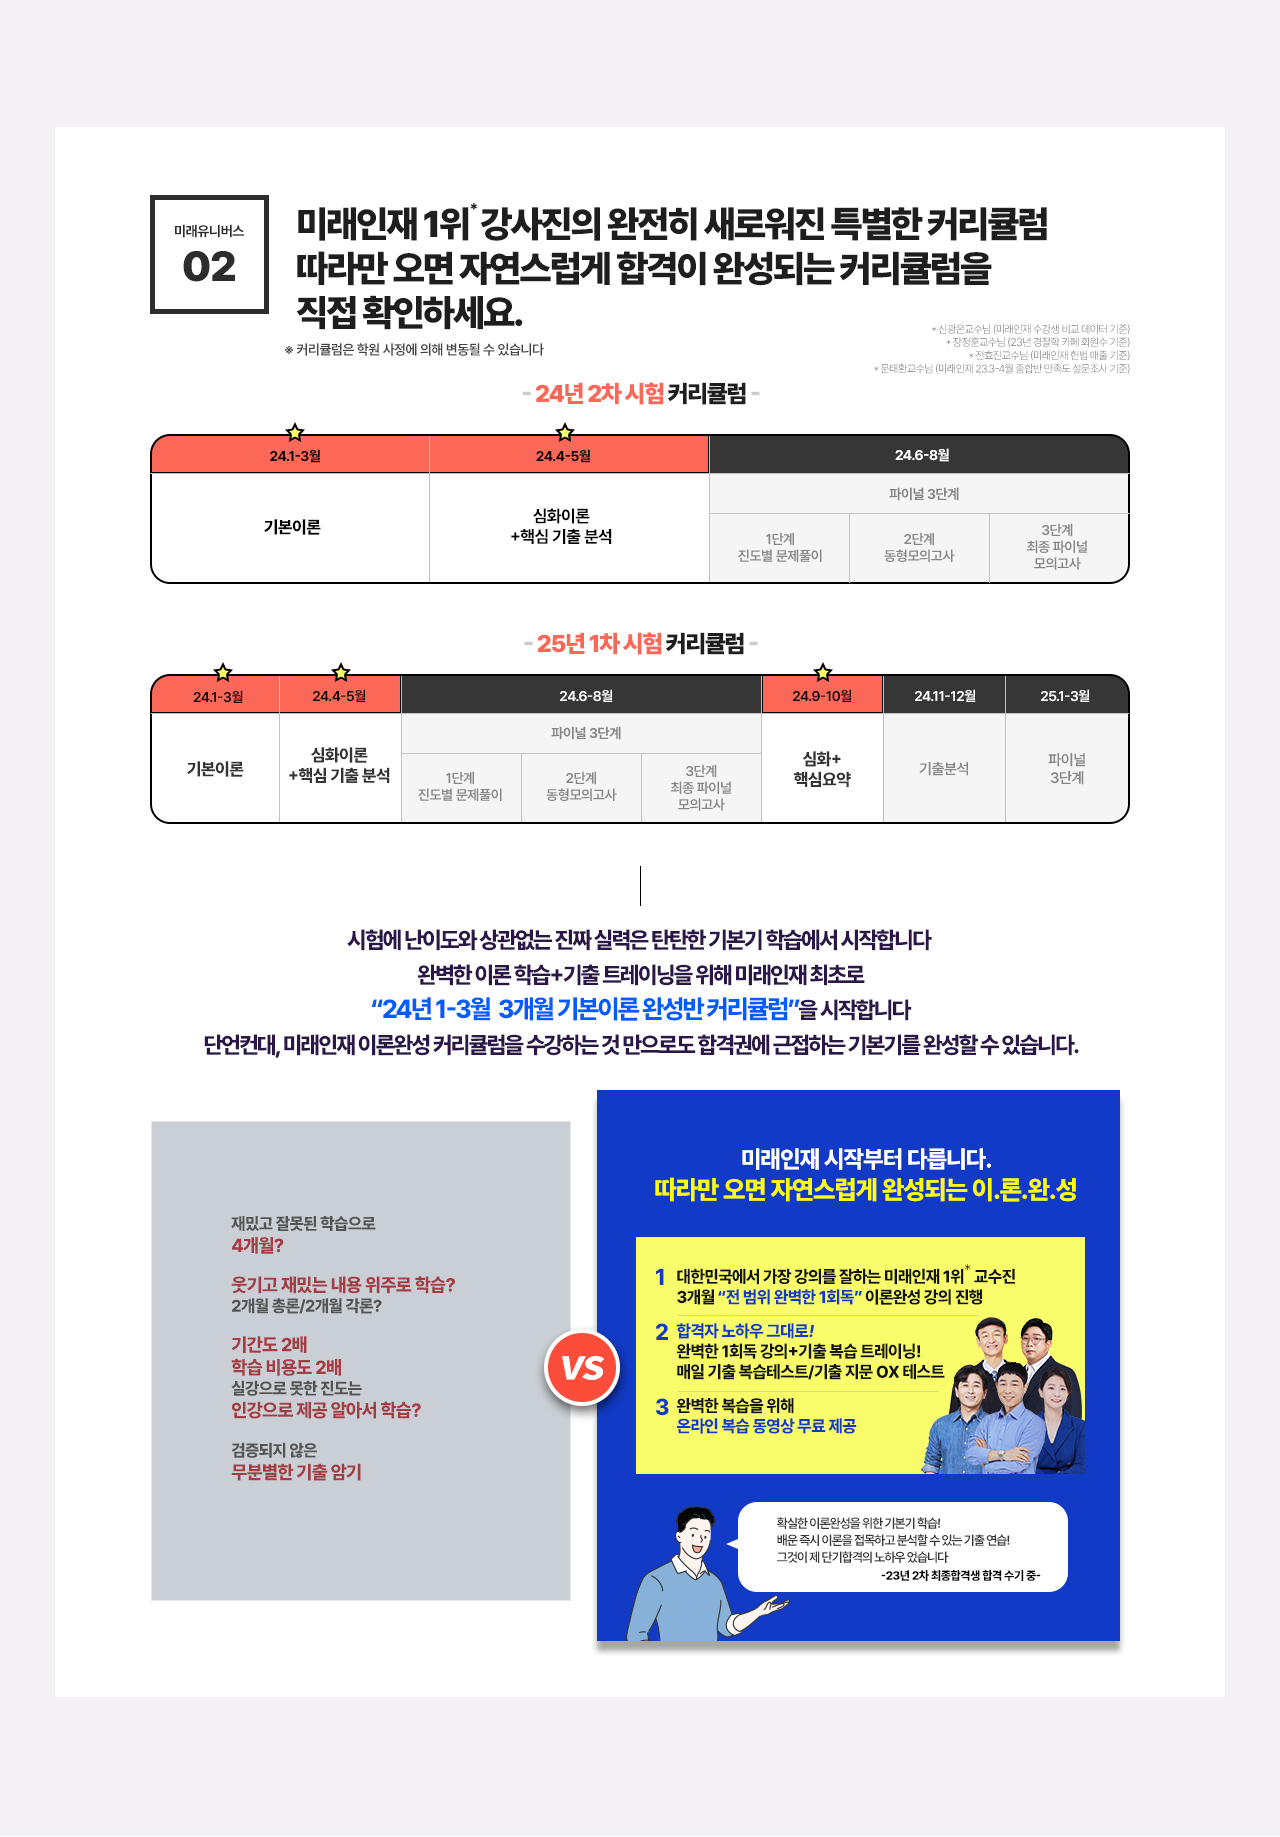 미래유니버스
02
미래인재 1위* 강사진의 완전히 새로워진 특별한 커리큘럼
따라만 오면 자연스럽게 합격이 완성되는 커리큘럼을
직접 확인하세요.
※ 커리큘럼은 학원 사정에 의해 변동될 수 있습니다
* 신광은교수님 (미래인재 수강생 비교 데이터 기준)
* 장정훈교수님 (23년 경찰학 카페 회원수 기준)
* 전효진교수님 (미래인재 헌법 매출 기준)
* 문태환교수님 (미래인재 23.3-4월 종합반 만족도 설문조사 기준)
- 24년 2차 시험 커리큘럼 -
24.1-3월
24.4-5월
24.6-8월
기본이론
심화이론
+핵심 기출 분석
파이널 3단계
1단계
진도별 문제풀이
2단계
동형모의고사
3단계
최종 파이널
모의고사
- 25년 1차 시험 커리큘럼 -
24.1-3월
24.4-5월
24.6-8월
24.9-10월
24.11-12월
25.1-3월
기본이론
심화이론
+핵심 기출 분석
파이널 3단계
1단계
진도별 문제풀이
2단계
동형모의고사
3단계
최종 파이널
모의고사
심화+
핵심요약
기출분석
파이널
3단계
시험에 난이도와 상관없는 진짜 실력은 탄탄한 기본기 학습에서 시작합니다
완벽한 이론 학습+기출 트레이닝을 위해 미래인재 최초로
“24년 1-3월 3개월 기본이론 완성반 커리큘럼”을 시작합니다
단언컨대, 미래인재 이론완성 커리큘럼을 수강하는 것 만으로도 합격권에 근접하는 기본기를 완성할 수 있습니다.
재밌고 잘못된 학습으로
4개월?
웃기고 재밌는 내용 위주로 학습?
2개월 총론/2개월 각론?
기간도 2배
학습 비용도 2배
실강으로 못한 진도는
인강으로 제공 알아서 학습?
검증되지 않은
무분별한 기출 암기
VS
미래인재 시작부터 다릅니다.
따라만 오면 자연스럽게 완성되는 이.론.완.성
1 대한민국에서 가장 강의를 잘하는 미래인재 1위* 교수진
3개월 “전 범위 완벽한 1회독” 이론완성 강의 진행
2 합격자 노하우 그대로!
완벽한 1회독 강의+기출 복습 트레이닝!
매일 기출 복습테스트/기출 지문 OX 테스트
3 완벽한 복습을 위해
온라인 복습 동영상 무료 제공
확실한 이론완성을 위한 기본기 학습!
배운 즉시 이론을 접목하고 분석할 수 있는 기출 연습!
그것이 제 단기합격의 노하우 였습니다
-23년 2차 최종합격생 합격 수기 중-